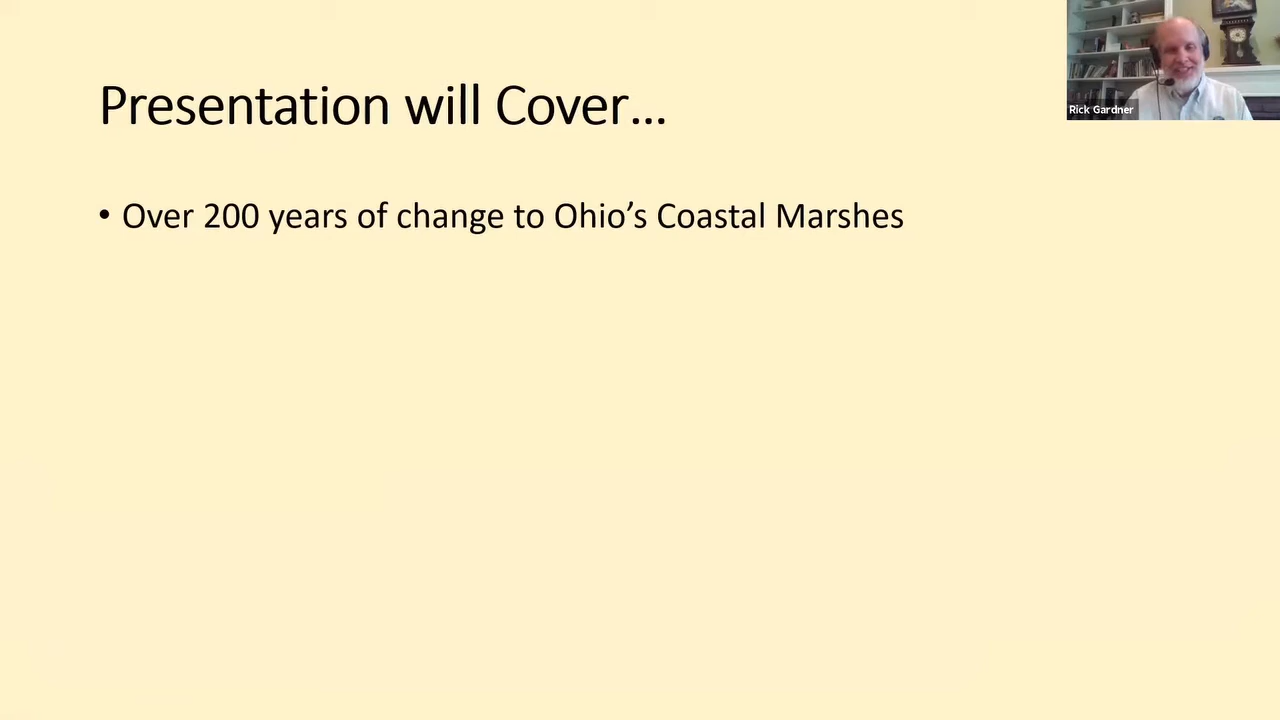 Presentation will Cover…
• Over 200 years of change to Ohio’s Coastal Marshes
Rick Gardner